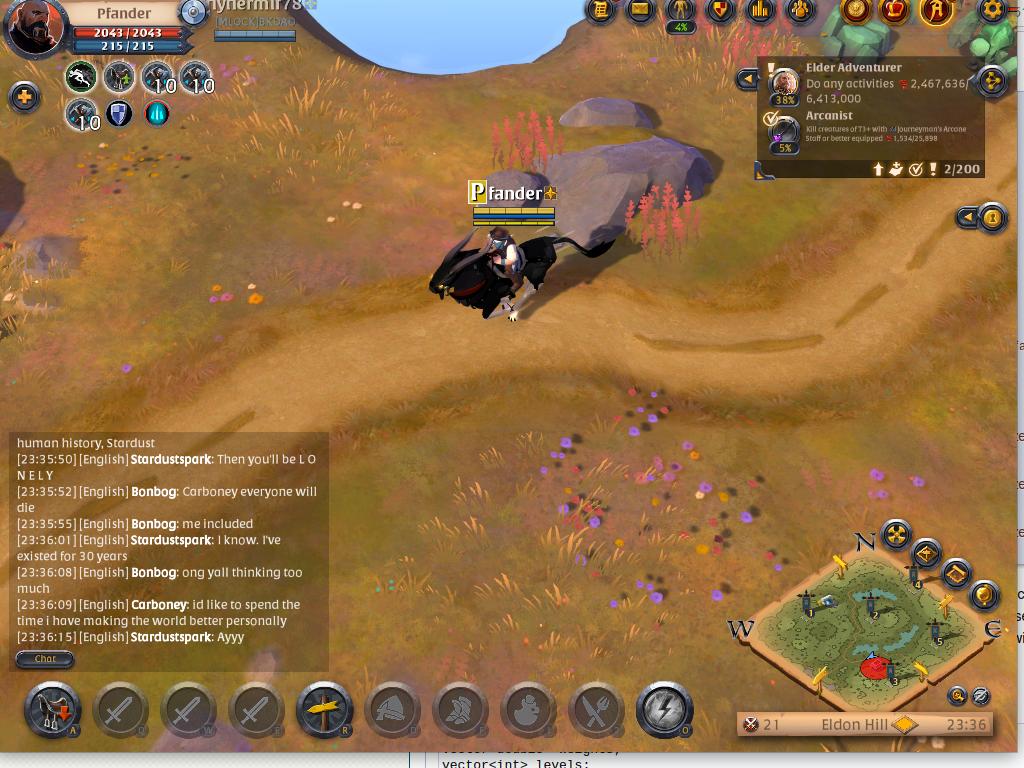 Pfander
2043 / 2043
215 / 215
[MLOCK]BKDAO
4%
10
10
10
Elder Adventurer
Do any activities 2,467,636/
6,413,000
38%
Arcanist
Kill creatures of T3+ with Journeyman's Arcane
Staff or better equipped 1,534/25,898
5%
2/200
1
Pfander
human history, Stardust
[23:35:50] [English] Stardustspark: Then you'll be L O
N E L Y
[23:35:52] [English] Bonbog: Carboney everyone will
die
[23:35:55] [English] Bonbog: me included
[23:36:01] [English] Stardustspark: I know. I've
existed for 30 years
[23:36:08] [English] Bonbog: ong yall thinking too
much
[23:36:09] [English] Carboney: id like to spend the
time i have making the world better personally
[23:36:15] [English] Stardustspark: Ayyy
Chat
N
W
E
1
2
3
4
5
A
Q
W
E
R
D
F
O
21
Eldon Hill
23:36
vector<int> levels;